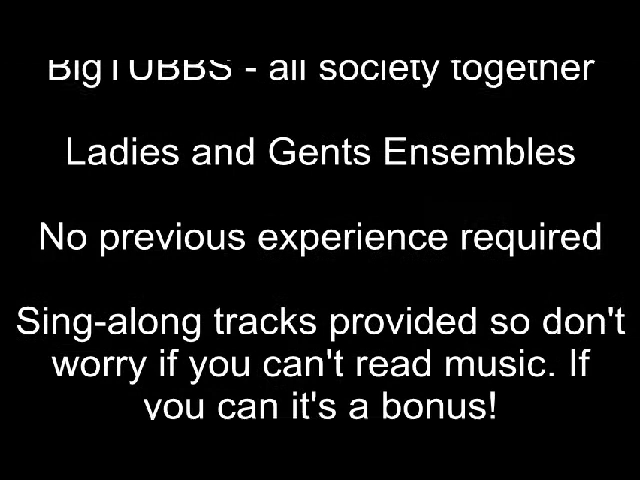 BigTUBBS - all society together
Ladies and Gents Ensembles
No previous experience required
Sing-along tracks provided so don't
worry if you can't read music. If
you can it's a bonus!